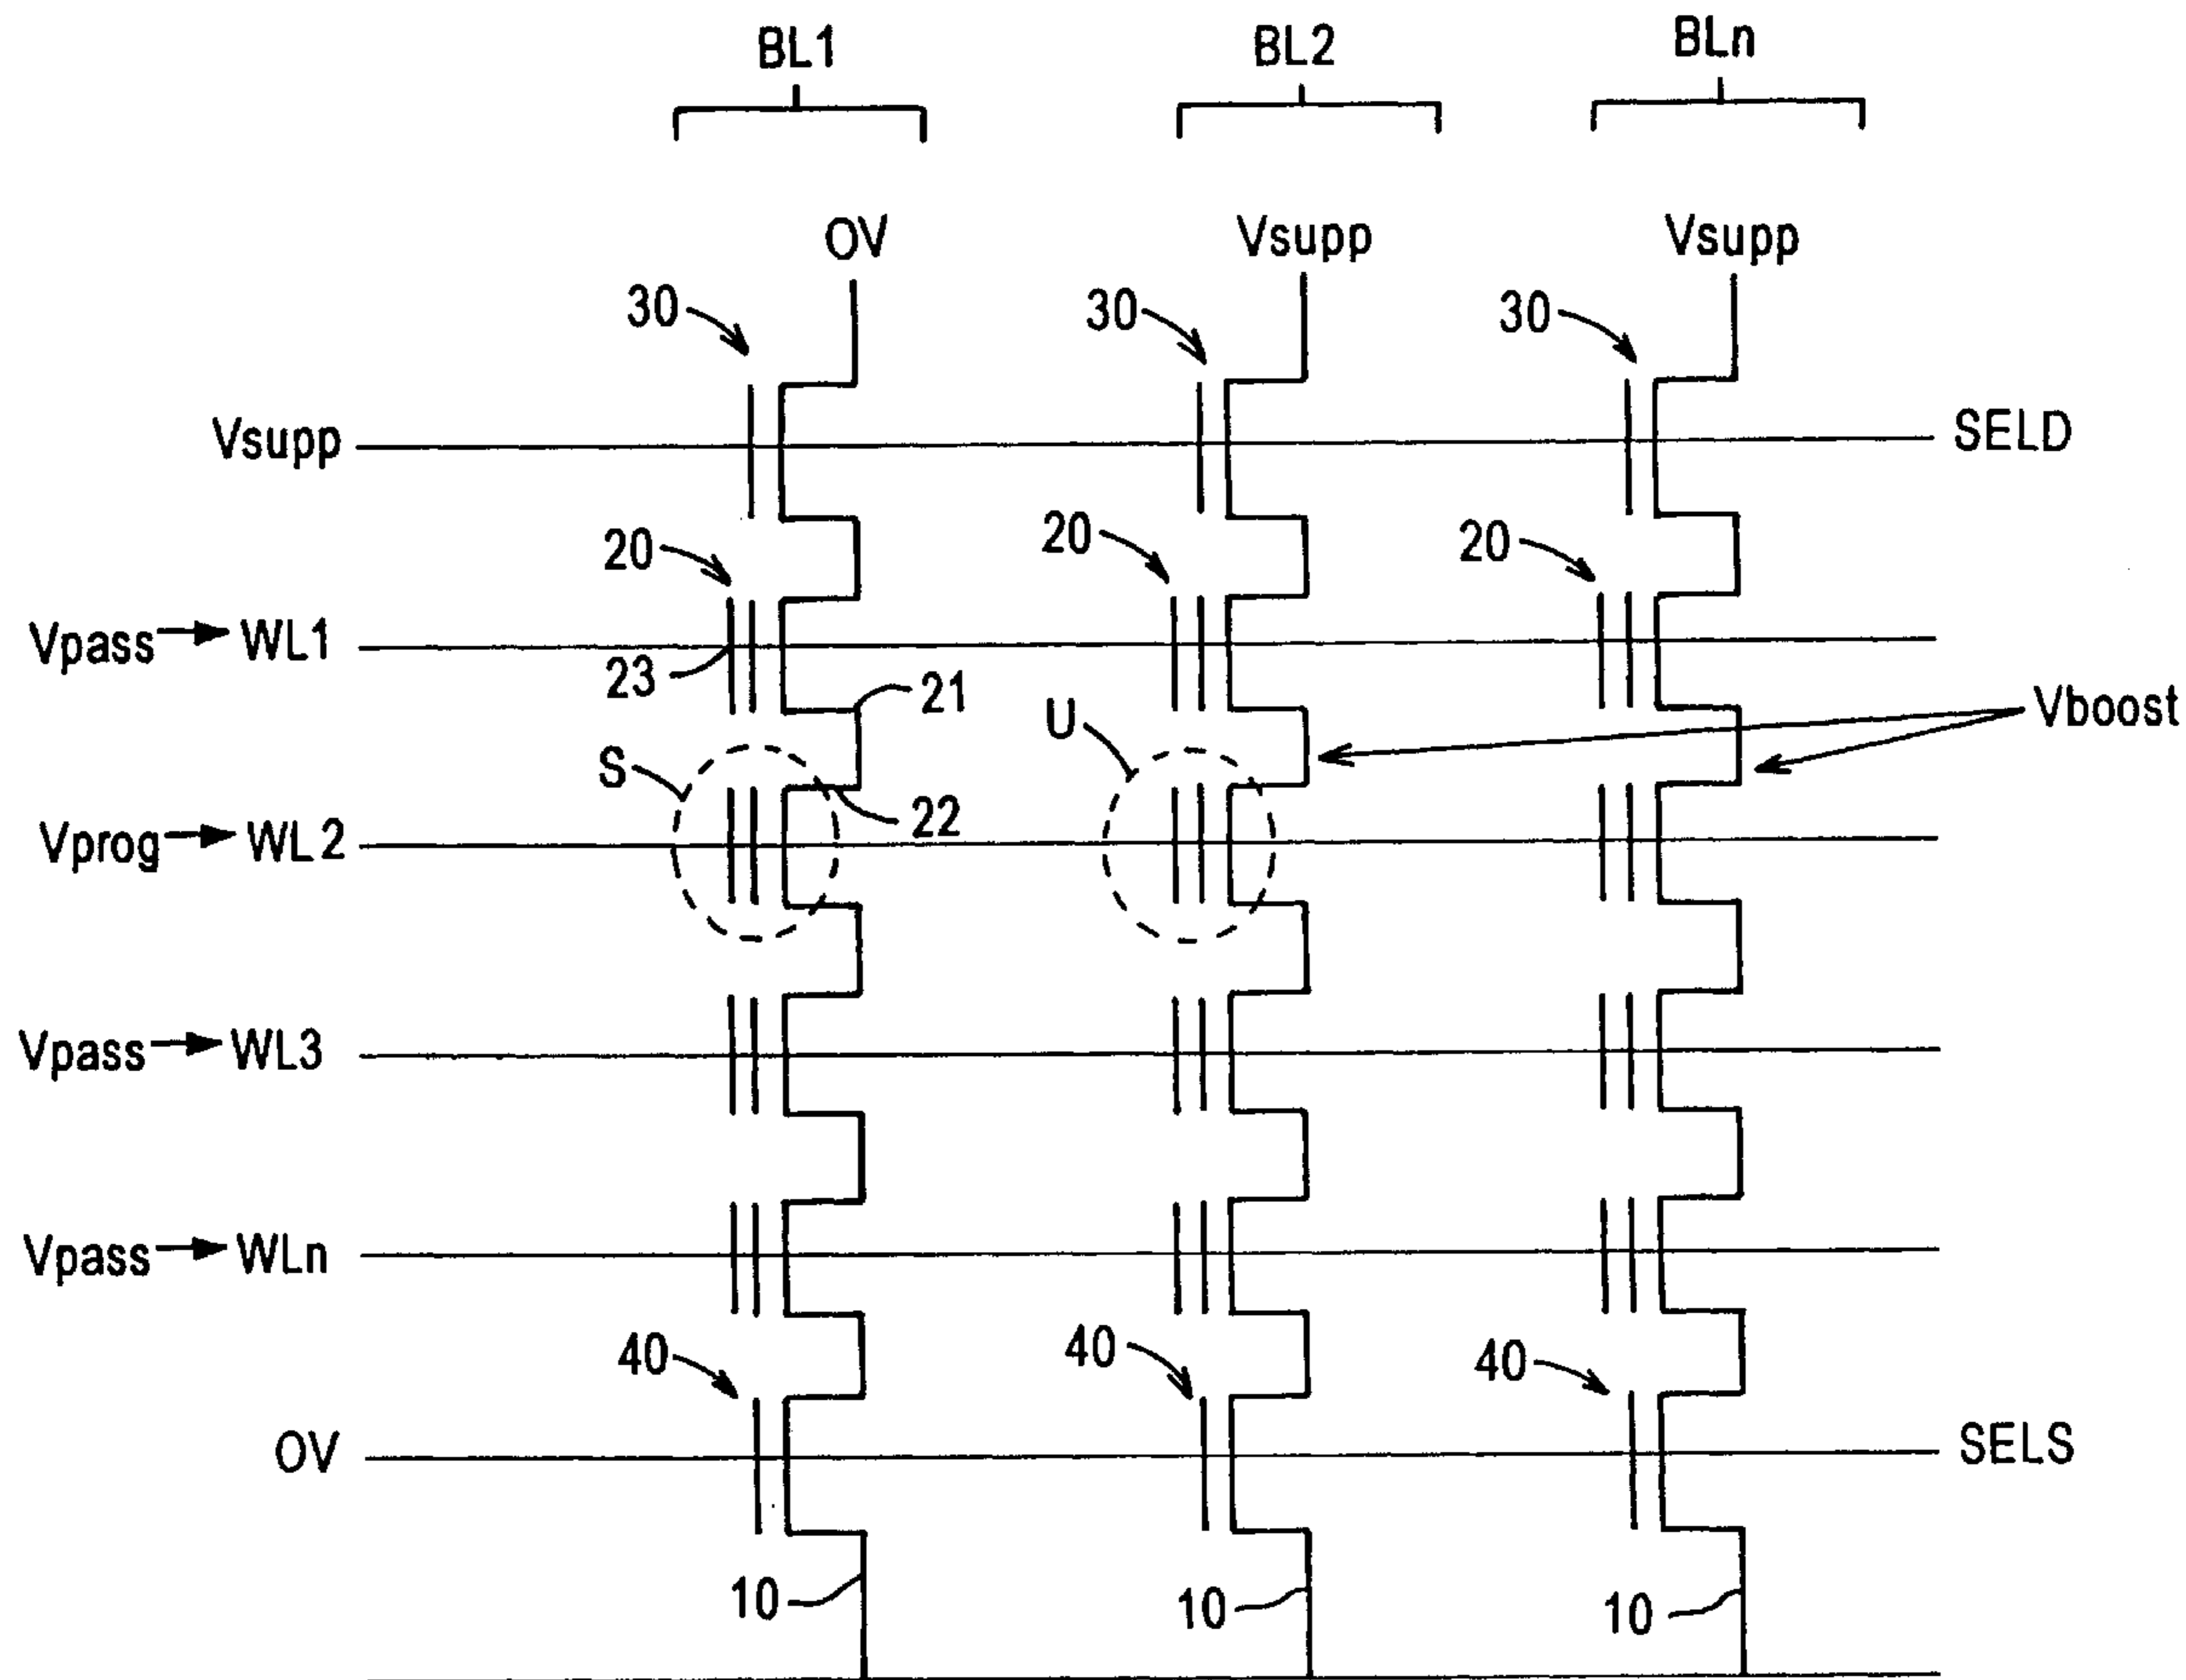 BL1 BL2 BLn
OV Vsupp Vsupp
30 30 30
Vsupp SELD
20 20 20
Vpass WL1
23 21 U Vboost
S 22
Vprog WL2
Vpass WL3
Vpass WLn
40 40 40
OV SELS
10 10 10